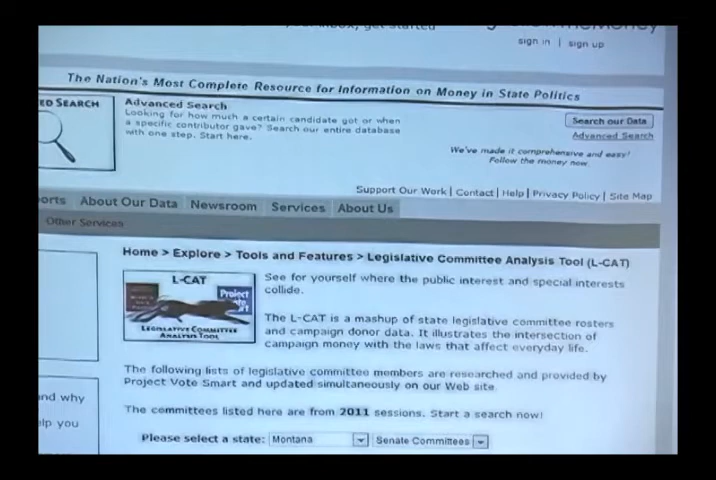 sign in | sign up
The Nation's Most Complete Resource for Information on Money in State Politics
ED SEARCH
Advanced Search
Looking for how much a certain candidate got or when
a specific contributor gave? Search our entire database
with one step. Start here.
Search our Data
Advanced Search
We've made it comprehensive and easy!
Follow the money now.
Support Our Work | Contact | Help | Privacy Policy | Site Map
orts About Our Data Newsroom Services About Us
Other Services
Home > Explore > Tools and Features > Legislative Committee Analysis Tool (L-CAT)
L-CAT
Project
LEGISLATIVE COMMITTEE
ANALYSIS TOOL
See for yourself where the public interest and special interests
collide.
The L-CAT is a mashup of state legislative committee rosters
and campaign donor data. It illustrates the intersection of
campaign money with the laws that affect everyday life.
The following lists of legislative committee members are researched and provided by
Project Vote Smart and updated simultaneously on our Web site.
nd why
elp you
The committees listed here are from 2011 sessions. Start a search now!
Please select a state: Montana Senate Committees